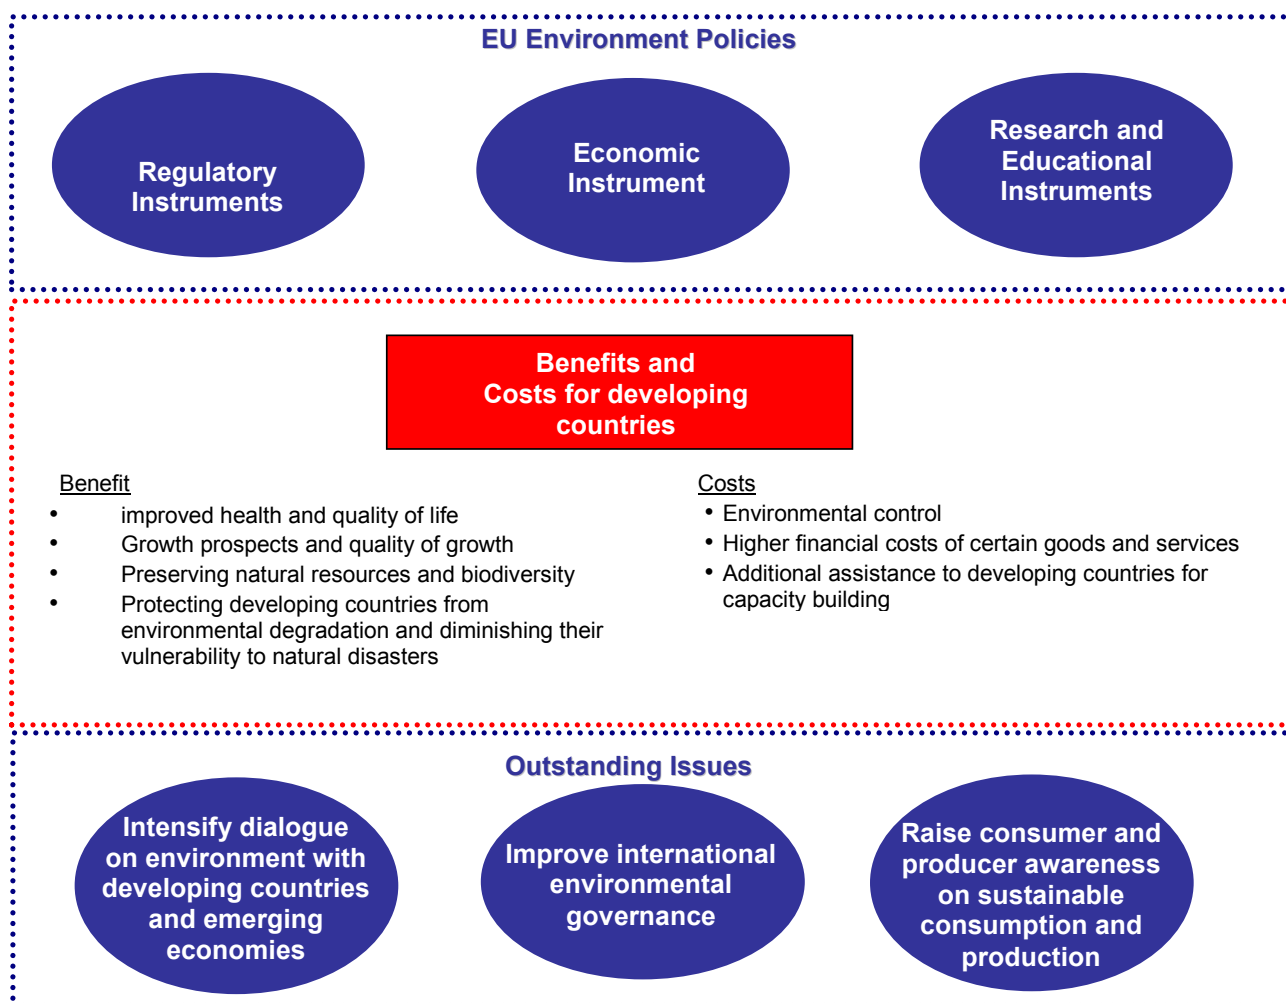 EU Environment Policies
Regulatory
Instruments
Economic
Instrument
Research and
Educational
Instruments
Benefits and
Costs for developing
countries
Benefit
• improved health and quality of life
• Growth prospects and quality of growth
• Preserving natural resources and biodiversity
• Protecting developing countries from
environmental degradation and diminishing their
vulnerability to natural disasters
Costs
• Environmental control
• Higher financial costs of certain goods and services
• Additional assistance to developing countries for
capacity building
Outstanding Issues
Intensify dialogue
on environment with
developing countries
and emerging
economies
Improve international
environmental
governance
Raise consumer and
producer awareness
on sustainable
consumption and
production